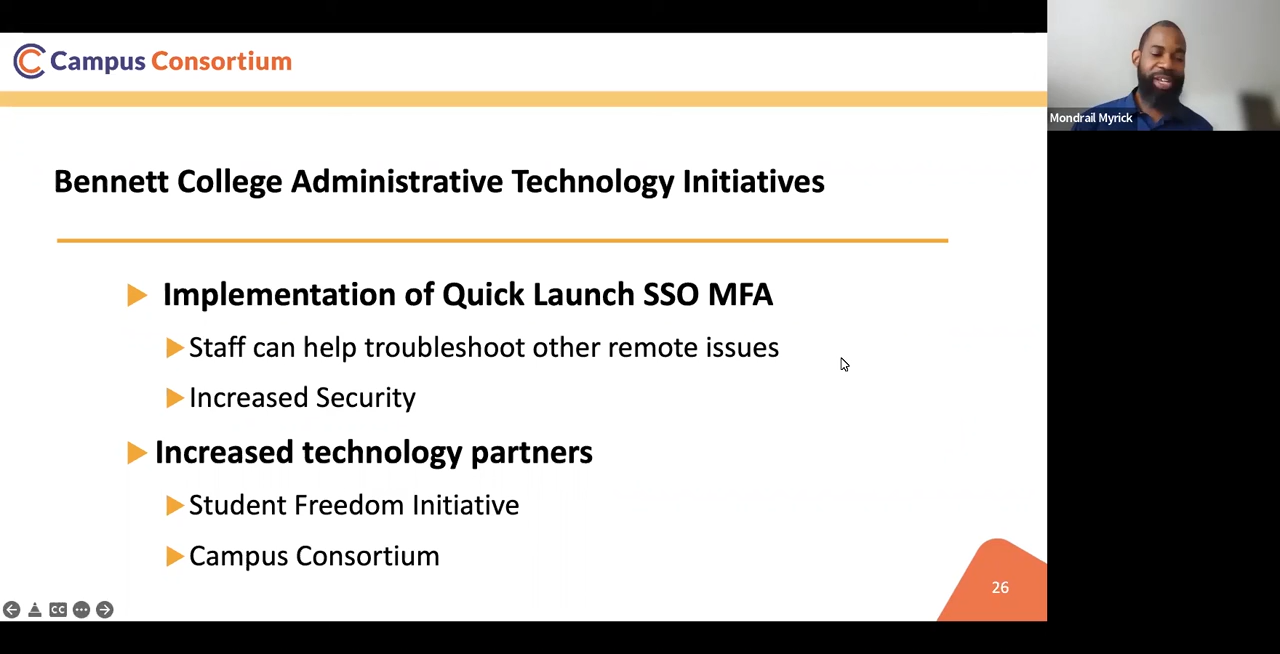 Campus Consortium
Mondrail Myrick
Bennett College Administrative Technology Initiatives
Implementation of Quick Launch SSO MFA
Staff can help troubleshoot other remote issues
Increased Security
Increased technology partners
Student Freedom Initiative
Campus Consortium
26
CC